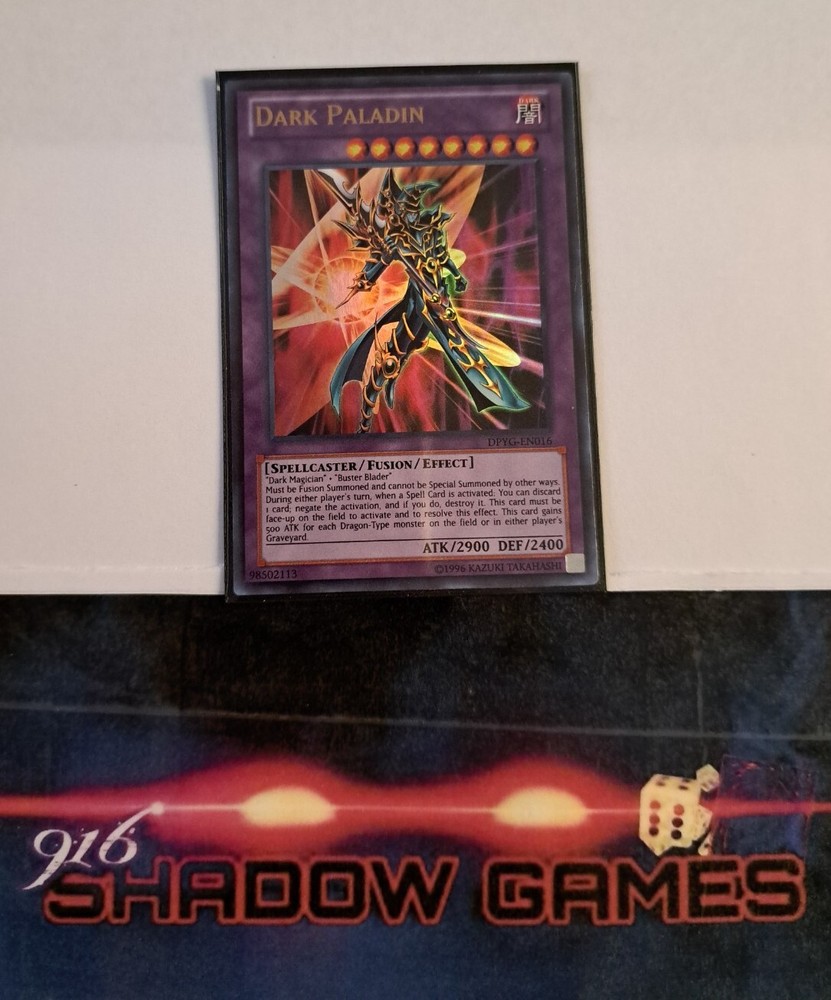 DARK PALADIN
DARK
闇
DPYG-EN016
[SPELLCASTER/FUSION/EFFECT]
"Dark Magician" + "Buster Blader"
Must be Fusion Summoned and cannot be Special Summoned by other ways.
During either player's turn, when a Spell Card is activated: You can discard
1 card; negate the activation, and if you do, destroy it. This card must be
face-up on the field to activate and to resolve this effect. This card gains
500 ATK for each Dragon-Type monster on the field or in either player's
Graveyard.
ATK/2900 DEF/2400
98502113
©1996 KAZUKI TAKAHASHI
916
SHADOW GAMES